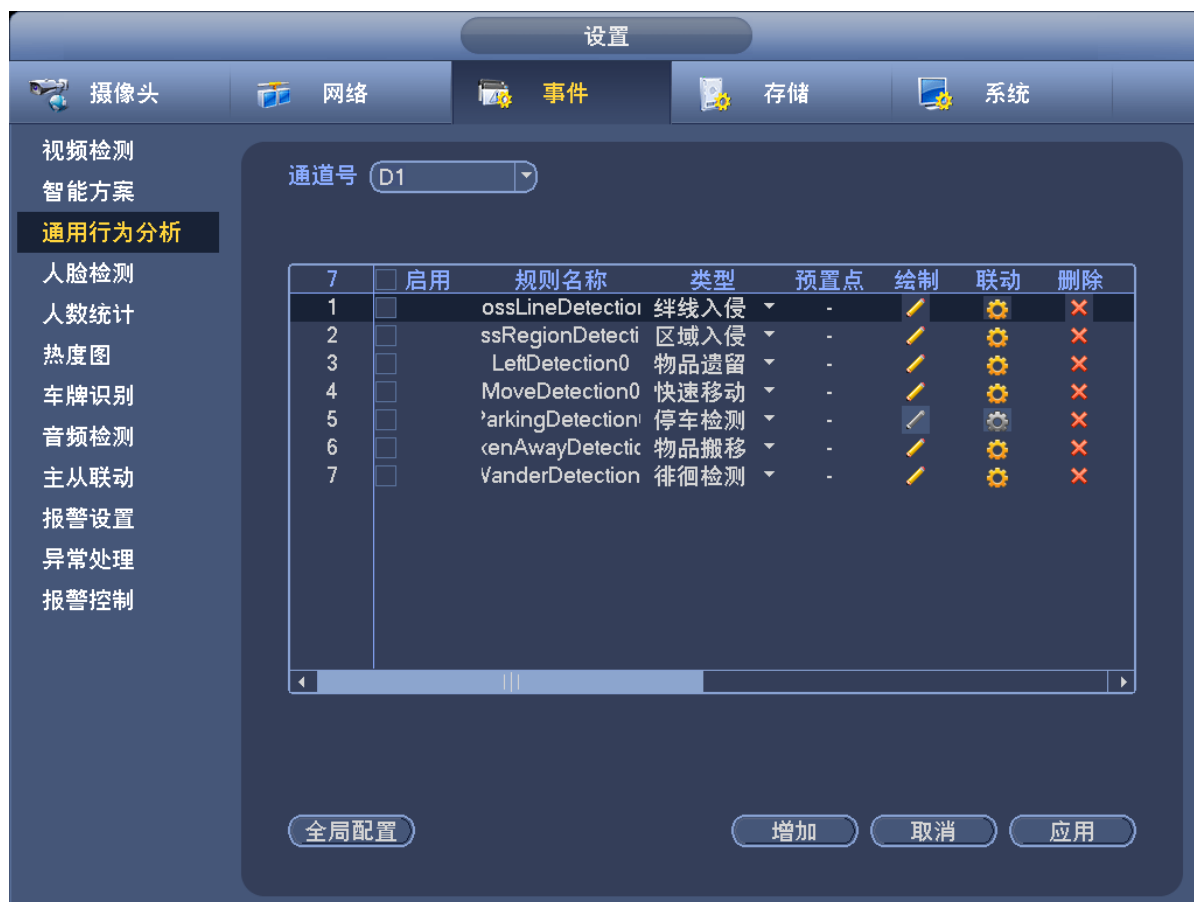 设置
摄像头 网络 事件 存储 系统
视频检测
智能方案
通用行为分析
人脸检测
人数统计
热度图
车牌识别
音频检测
主从联动
报警设置
异常处理
报警控制
通道号 D1
7 启用 规则名称 类型 预置点 绘制 联动 删除
1 ossLineDetection 绊线入侵 -
2 ssRegionDetecti 区域入侵 -
3 LeftDetection0 物品遗留 -
4 MoveDetection0 快速移动 -
5 ParkingDetection 停车检测 -
6 kenAwayDetectic 物品搬移 -
7 WanderDetection 徘徊检测 -
全局配置 增加 取消 应用